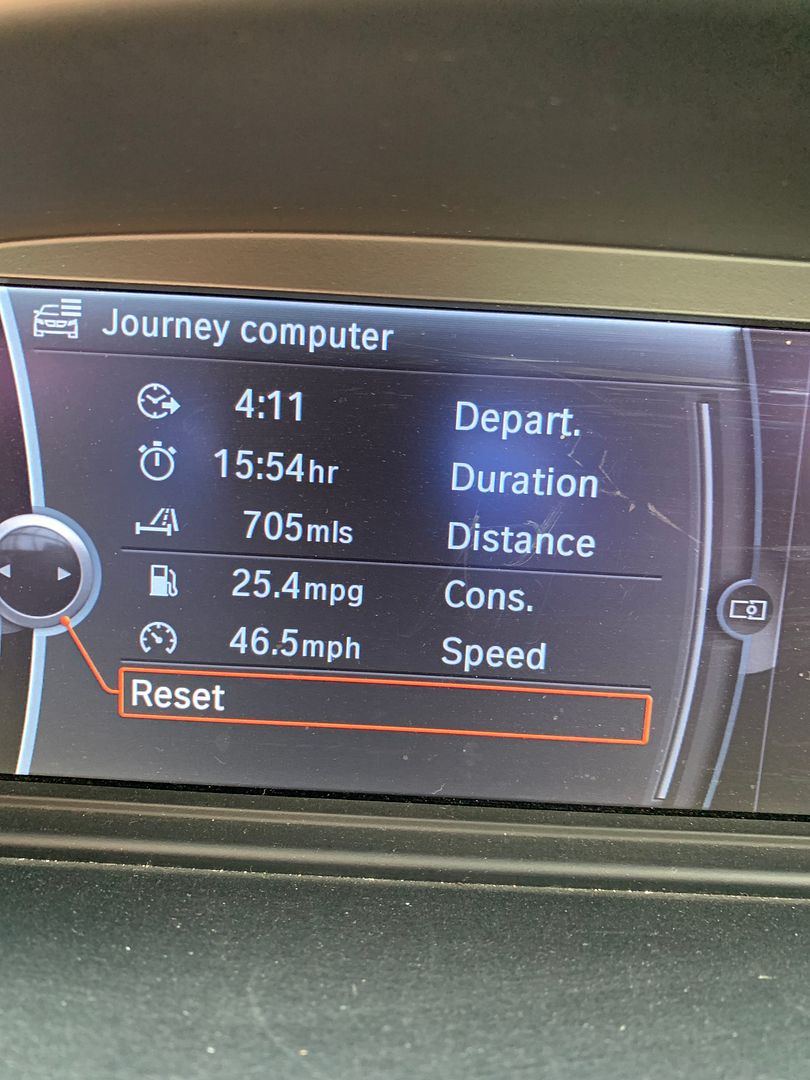 Journey computer
4:11 Depart.
15:54hr Duration
705mls Distance
25.4mpg Cons.
46.5mph Speed
Reset